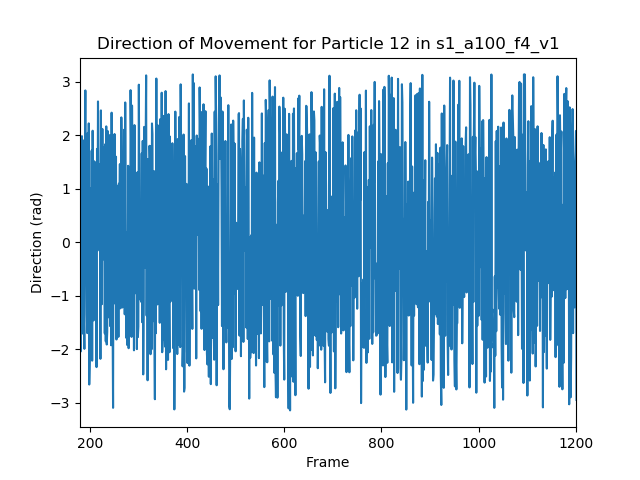 Direction of Movement for Particle 12 in s1_a100_f4_v1
3
2
1
0
−1
−2
−3
Direction (rad)
200 400 600 800 1000 1200
Frame